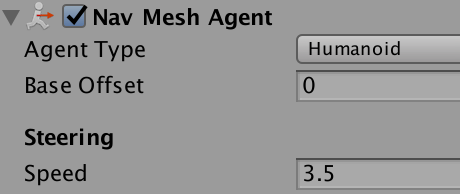 Nav Mesh Agent
Agent Type Humanoid
Base Offset 0
Steering
Speed 3.5